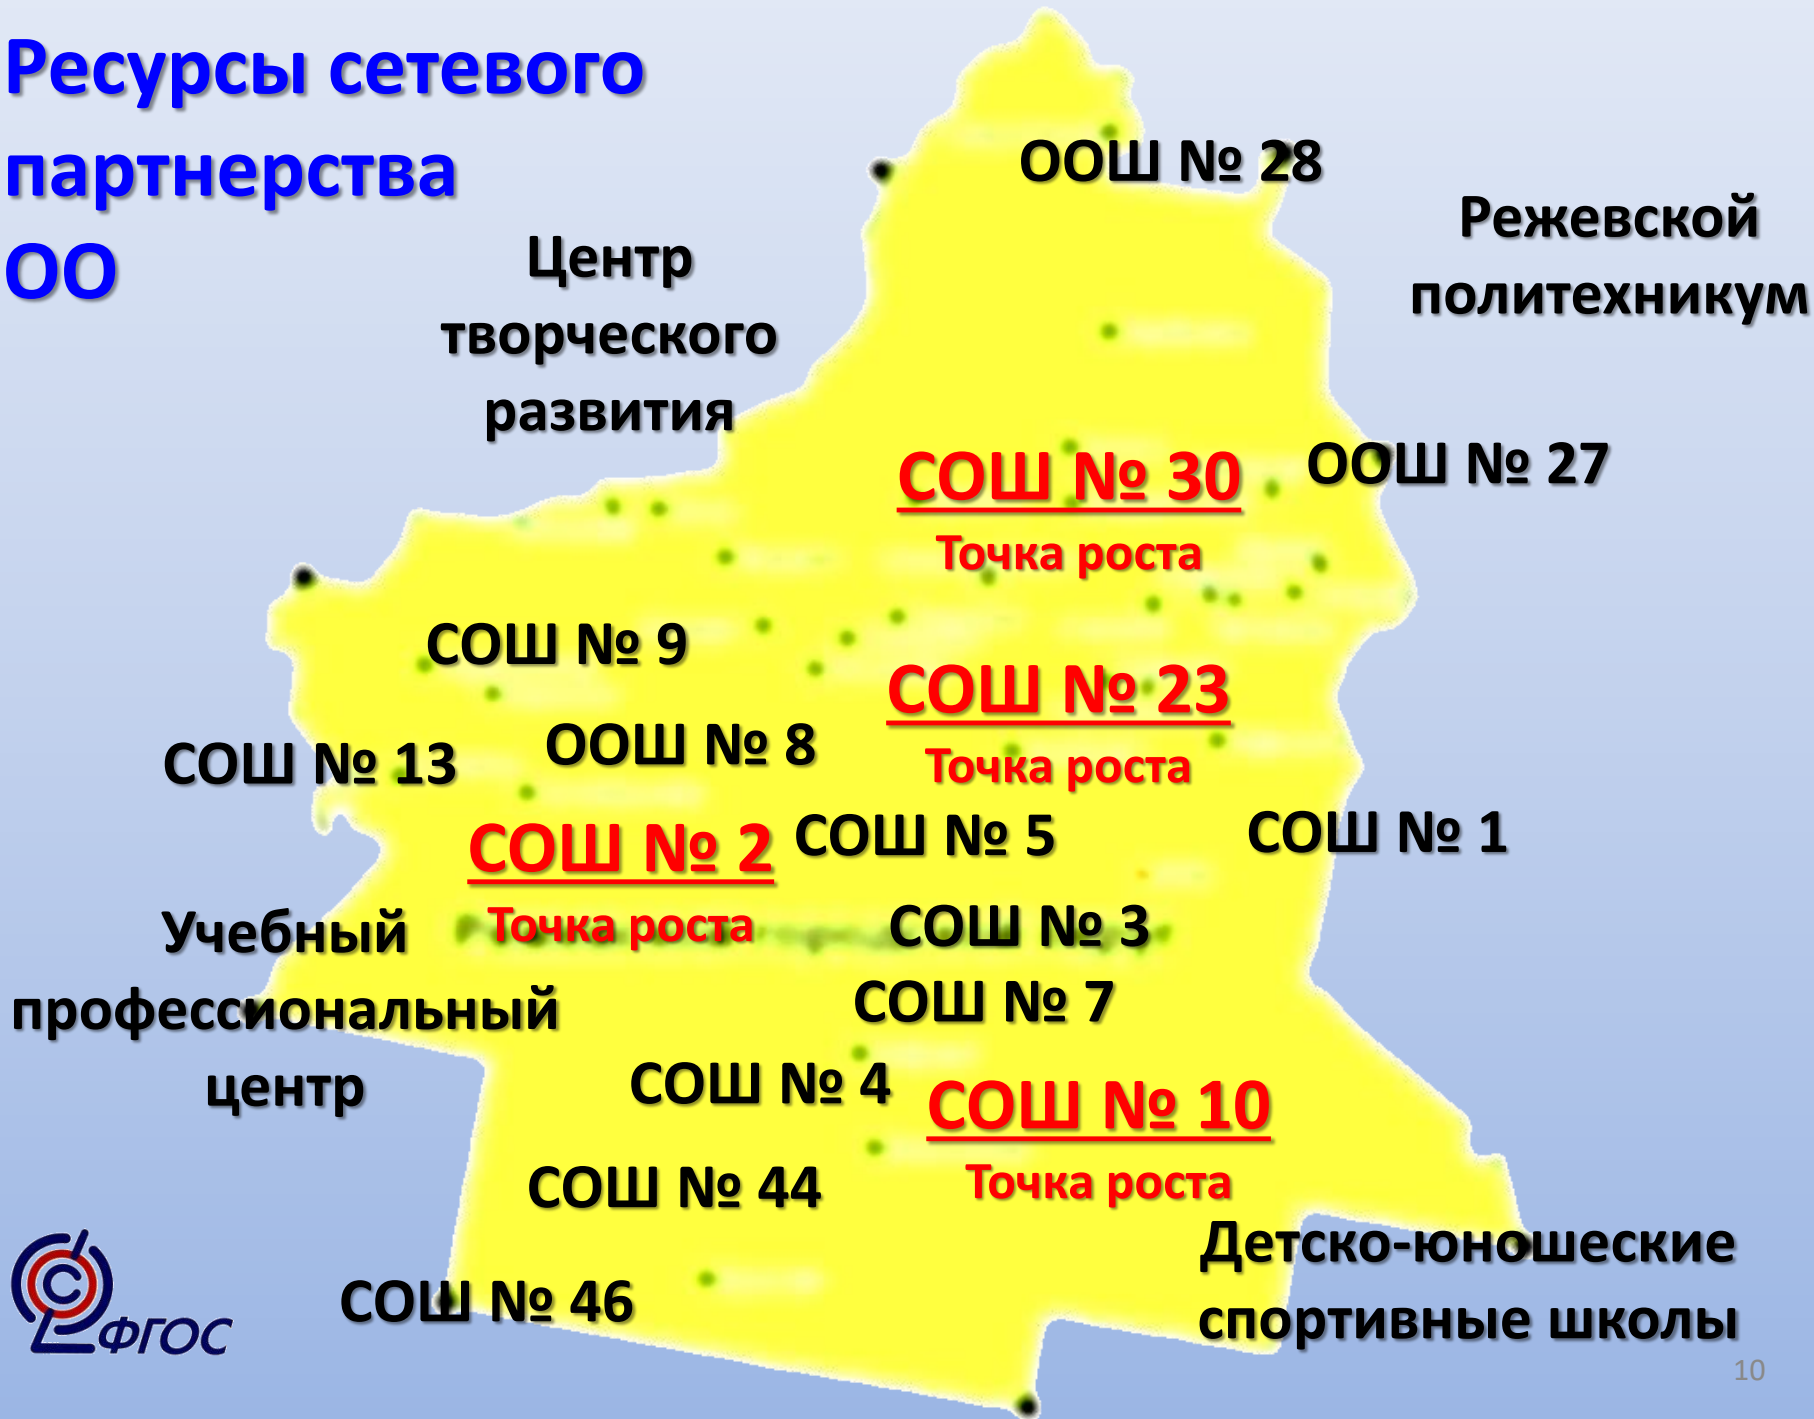 Ресурсы сетевого
партнерства
ОО
ООШ № 28
Режевской
политехникум
Центр
творческого
развития
СОШ № 30
Точка роста
ООШ № 27
СОШ № 9
СОШ № 23
Точка роста
ООШ № 8
СОШ № 13
СОШ № 2
Точка роста
СОШ № 5
СОШ № 1
Учебный
профессиональный
центр
СОШ № 3
СОШ № 7
СОШ № 4
СОШ № 10
Точка роста
СОШ № 44
Детско-юношеские
спортивные школы
СОШ № 46
ФГОС
10